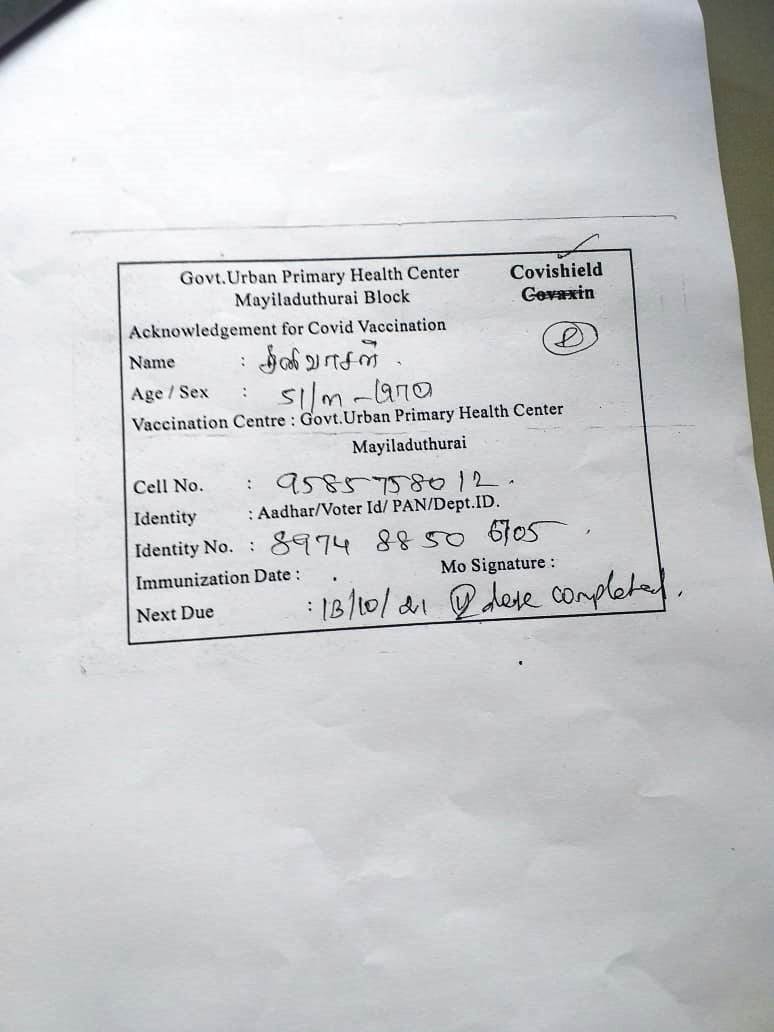 Govt.Urban Primary Health Center
Mayiladuthurai Block
Covishield
Covaxin
Acknowledgement for Covid Vaccination
Name :
Age / Sex : 51/m - 1970
Vaccination Centre : Govt.Urban Primary Health Center
Mayiladuthurai
Cell No. : 9585758012.
Identity : Aadhar/Voter Id/ PAN/Dept.ID.
Identity No. : 8974 8850 6705
Immunization Date : Mo Signature :
Next Due : 13/10/21 dose completed.